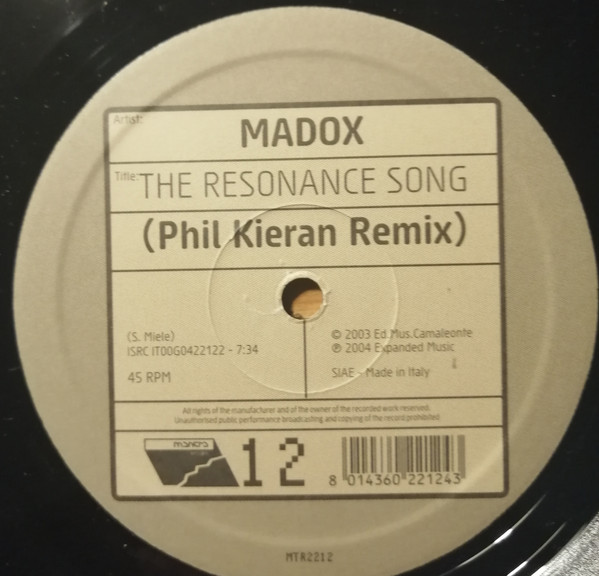 Artist:
MADOX
Title:
THE RESONANCE SONG
(Phil Kieran Remix)
(S. Miele)
ISRC IT00G0422122 - 7:34
45 RPM
© 2003 Ed.Mus.Camaleonte
℗ 2004 Expanded Music
SIAE - Made in Italy
All rights of the manufacturer and of the owner of the recorded work reserved.
Unauthorised public performance broadcasting and copying of the record prohibited
12
8 014360 221243
MTR2212